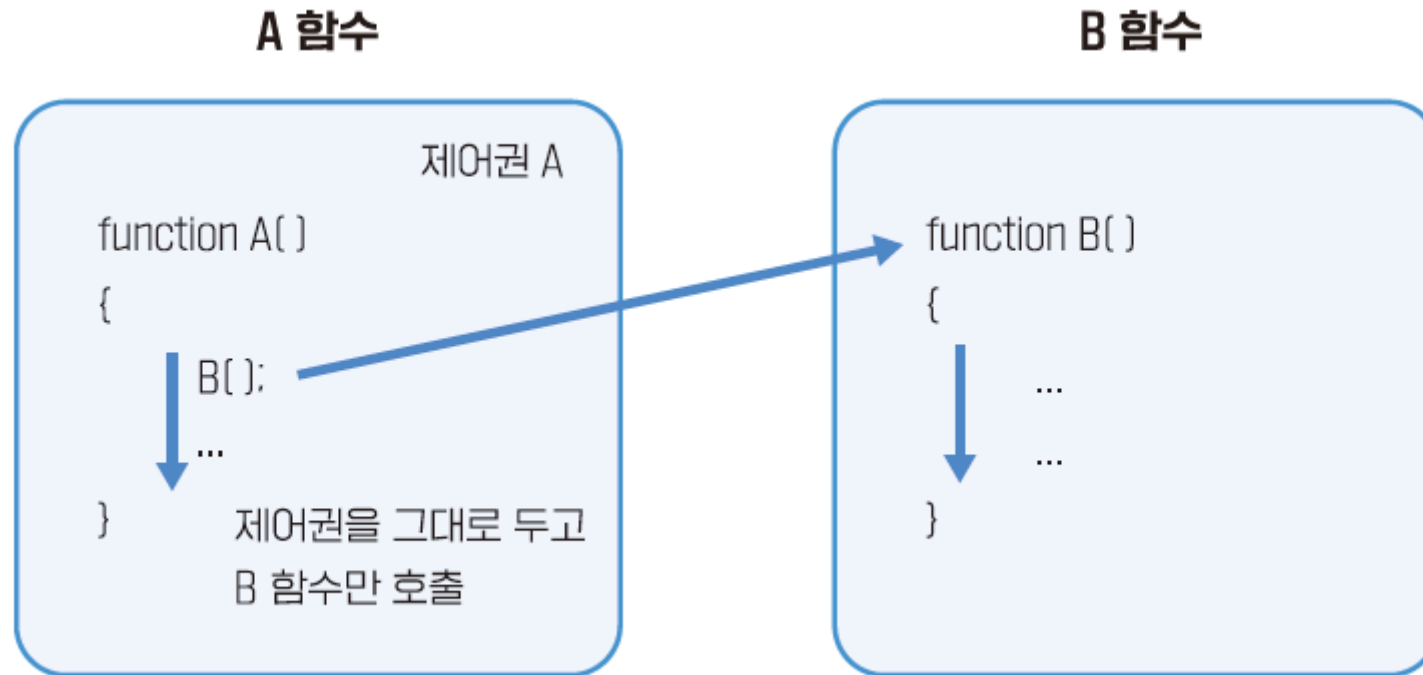 A 함수
제어권 A
function A( )
{
B( );
...
}
제어권을 그대로 두고
B 함수만 호출
B 함수
function B( )
{
...
...
}